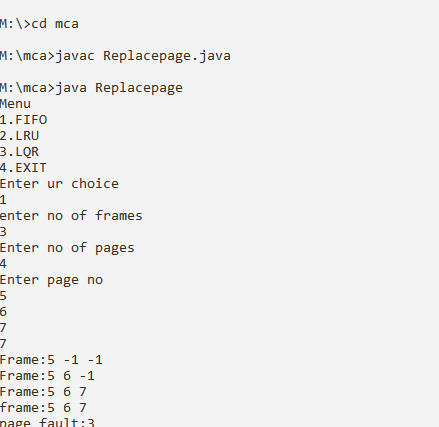 M:\>cd mca
M:\mca>javac Replacepage.java
M:\mca>java Replacepage
Menu
1.FIFO
2.LRU
3.LQR
4.EXIT
Enter ur choice
1
enter no of frames
3
Enter no of pages
4
Enter page no
5
6
7
7
Frame:5 -1 -1
Frame:5 6 -1
Frame:5 6 7
frame:5 6 7
page fault:3